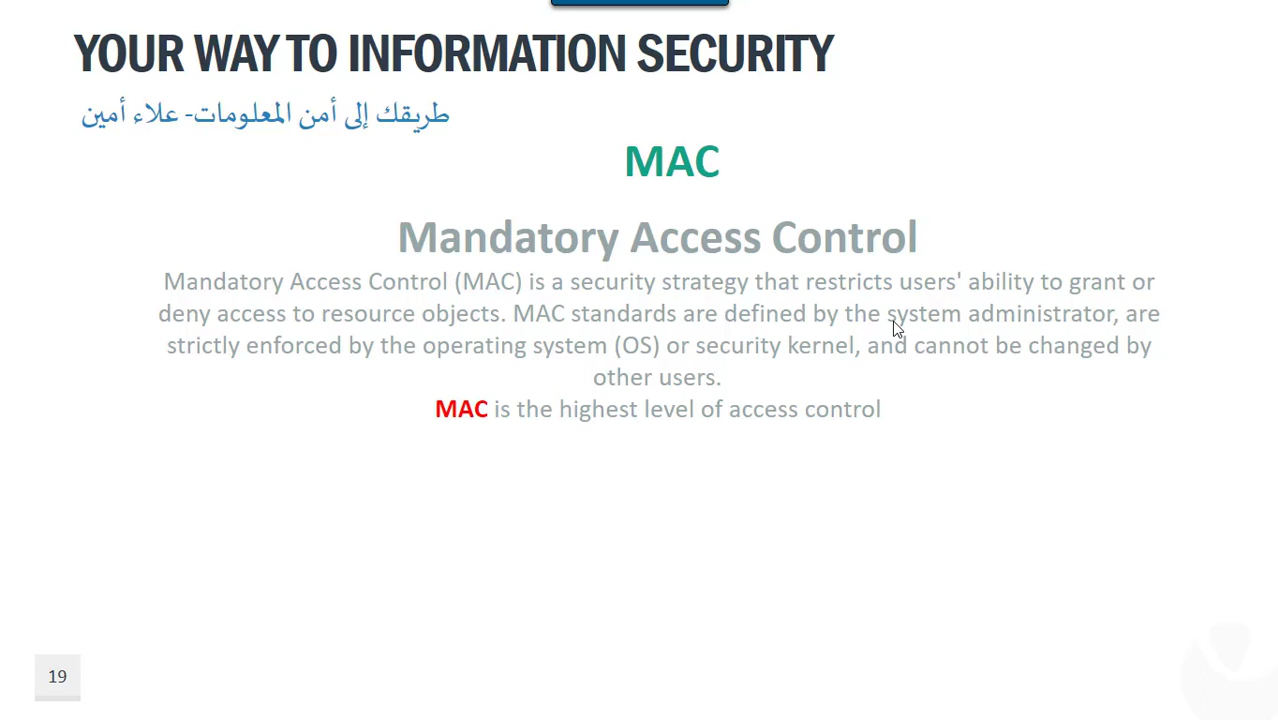 YOUR WAY TO INFORMATION SECURITY
طريقك إلى أمن المعلومات- علاء أمين
MAC
Mandatory Access Control
Mandatory Access Control (MAC) is a security strategy that restricts users' ability to grant or
deny access to resource objects. MAC standards are defined by the system administrator, are
strictly enforced by the operating system (OS) or security kernel, and cannot be changed by
other users.
MAC is the highest level of access control
19